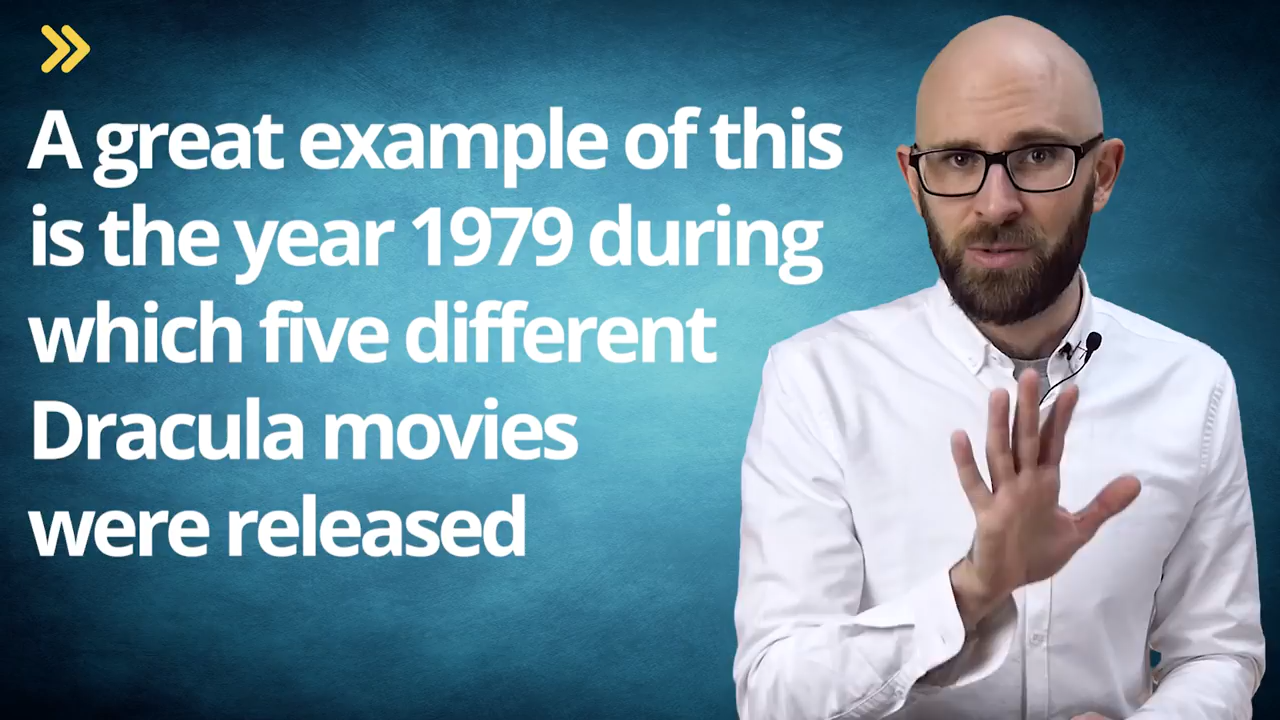 A great example of this
is the year 1979 during
which five different
Dracula movies
were released